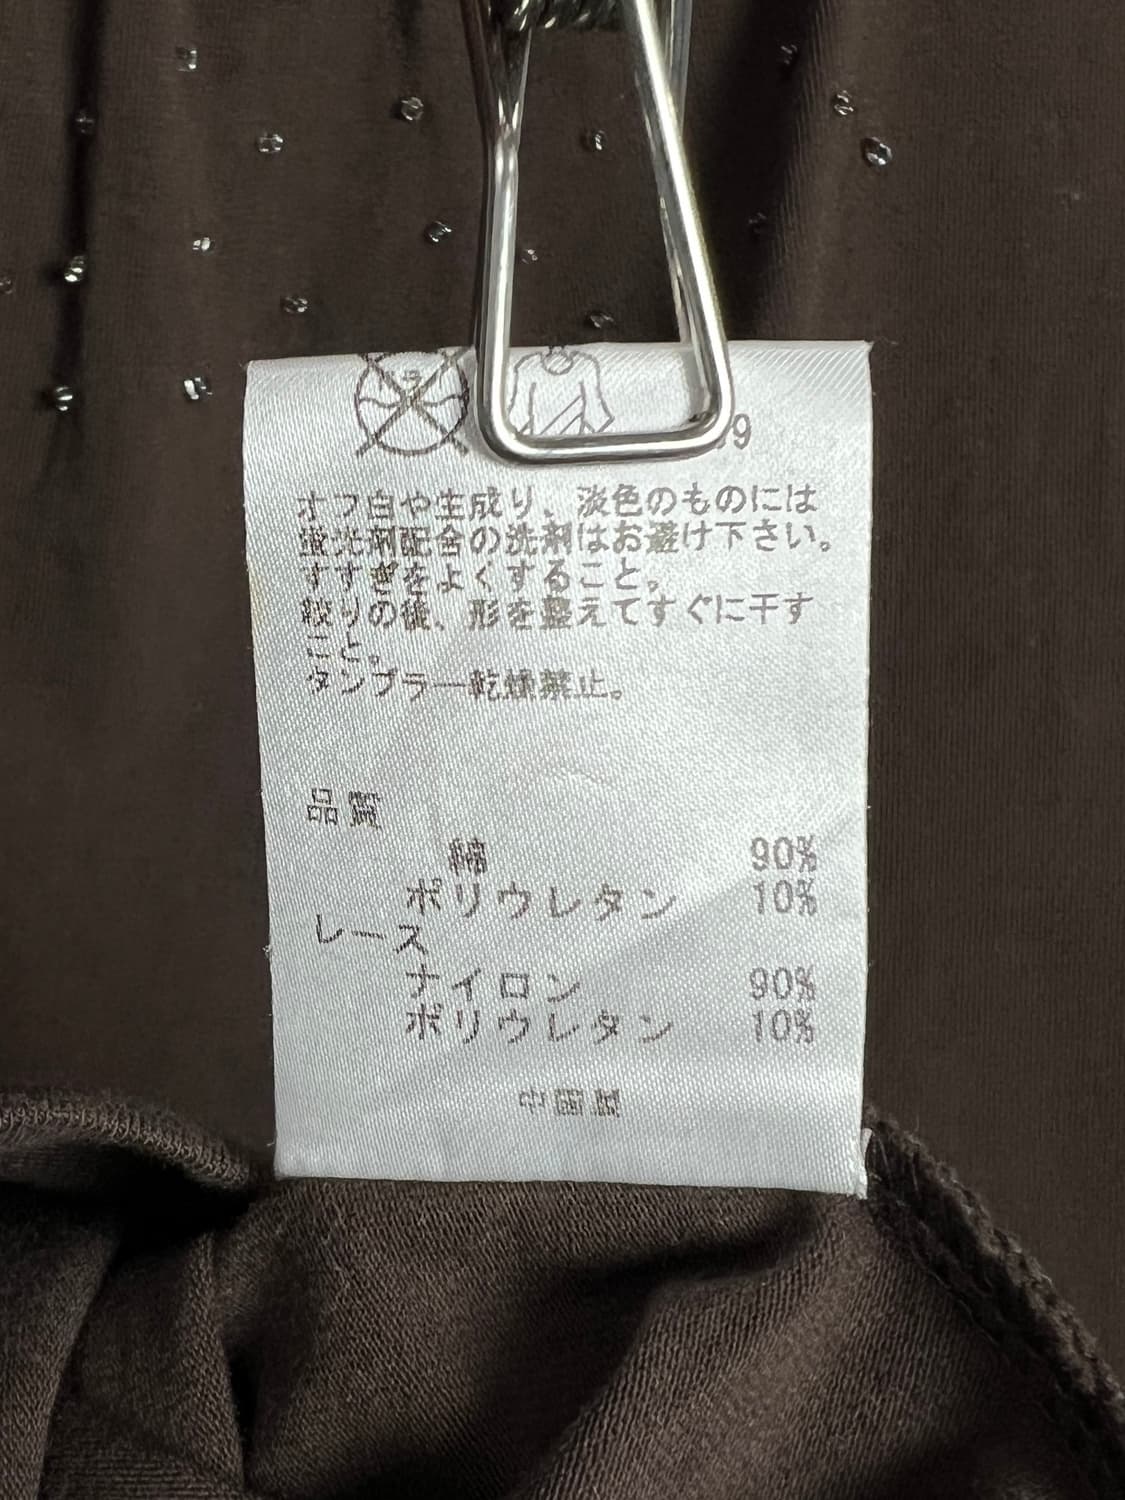 9
オフ白や生成り、淡色のものには
蛍光剤配合の洗剤はお避け下さい。
すすぎをよくすること。
絞りの後、形を整えてすぐに干す
こと。
タンブラー乾燥禁止。
品質
綿 90%
ポリウレタン 10%
レース
ナイロン 90%
ポリウレタン 10%